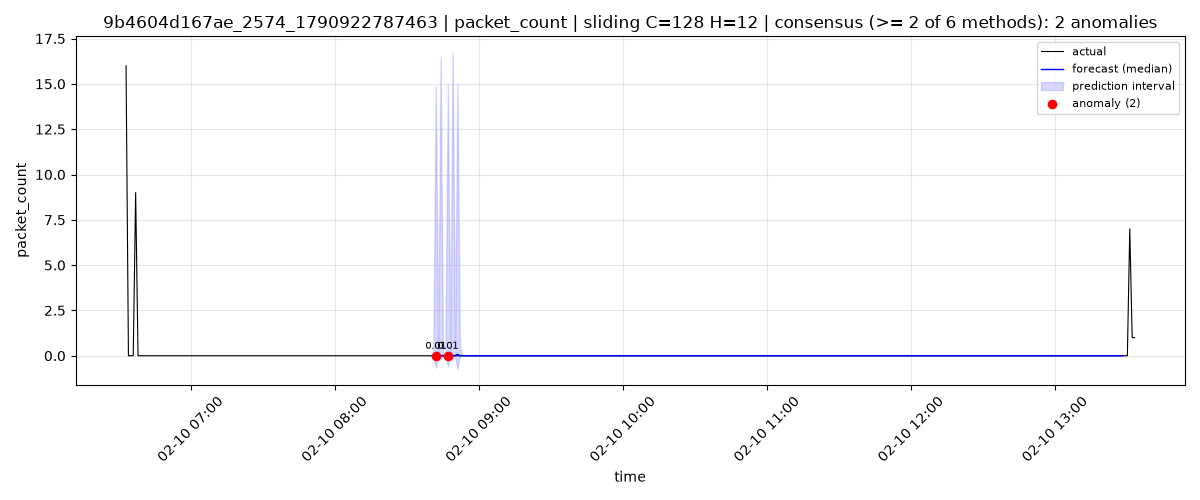 9b4604d167ae_2574_1790922787463 | packet_count | sliding C=128 H=12 | consensus (>= 2 of 6 methods): 2 anomalies
17.5
15.0
12.5
10.0
7.5
5.0
2.5
0.0
packet_count
actual
forecast (median)
prediction interval
anomaly (2)
02-10 07:00
02-10 08:00
02-10 09:00
02-10 10:00
02-10 11:00
02-10 12:00
02-10 13:00
time